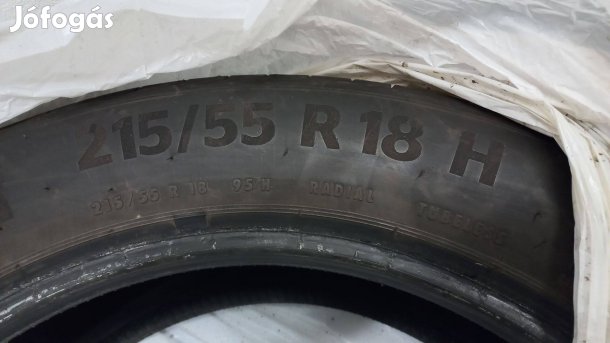 Jófogás
215/55 R 18 H
215/55 R 18 95 H RADIAL TUBELESS